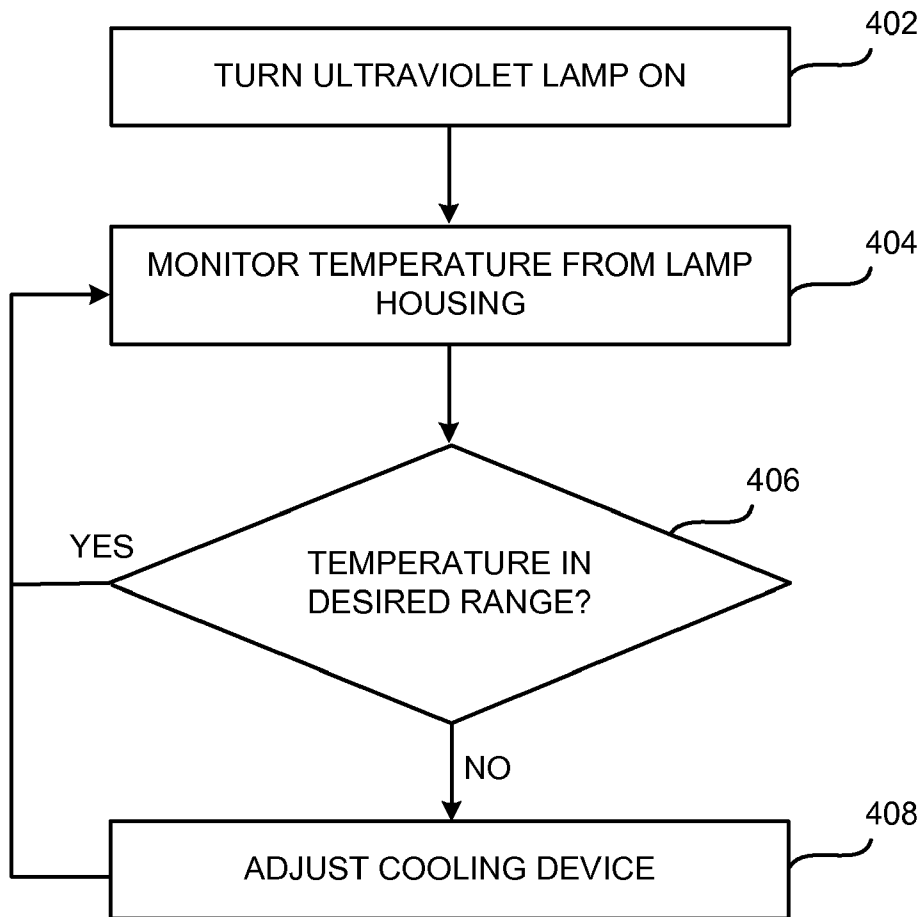 402
TURN ULTRAVIOLET LAMP ON
404
MONITOR TEMPERATURE FROM LAMP
HOUSING
406
YES
TEMPERATURE IN
DESIRED RANGE?
NO
408
ADJUST COOLING DEVICE